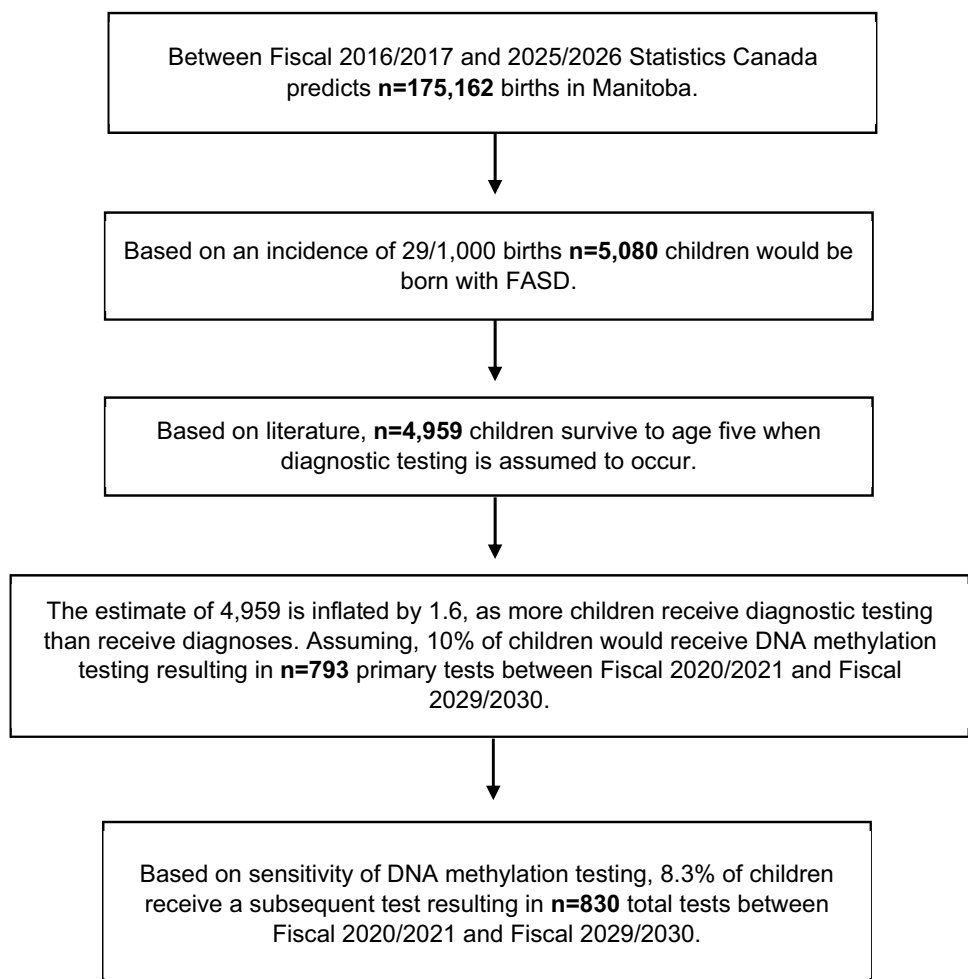 Between Fiscal 2016/2017 and 2025/2026 Statistics Canada
predicts n=175,162 births in Manitoba.
Based on an incidence of 29/1,000 births n=5,080 children would be
born with FASD.
Based on literature, n=4,959 children survive to age five when
diagnostic testing is assumed to occur.
The estimate of 4,959 is inflated by 1.6, as more children receive diagnostic testing
than receive diagnoses. Assuming, 10% of children would receive DNA methylation
testing resulting in n=793 primary tests between Fiscal 2020/2021 and Fiscal
2029/2030.
Based on sensitivity of DNA methylation testing, 8.3% of children
receive a subsequent test resulting in n=830 total tests between
Fiscal 2020/2021 and Fiscal 2029/2030.